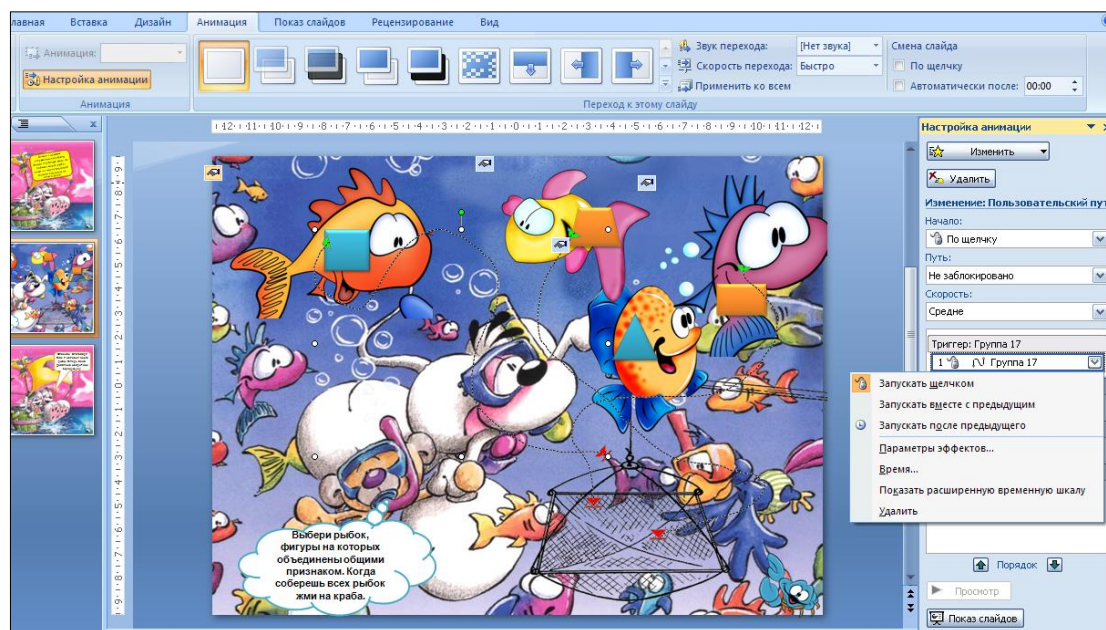 лавная Вставка Дизайн Анимация Показ слайдов Рецензирование Вид
Анимация:
Настройка анимации
Анимация
Звук перехода: [Нет звука]
Скорость перехода: Быстро
Применить ко всем
Переход к этому слайду
Смена слайда
По щелчку
Автоматически после: 00:00
Настройка анимации
Изменить
Удалить
Изменение: Пользовательский пут
Начало:
По щелчку
Путь:
Не заблокировано
Скорость:
Средне
Триггер: Группа 17
1 Группа 17
Запускать щелчком
Запускать вместе с предыдущим
Запускать после предыдущего
Параметры эффектов...
Время...
Показать расширенную временную шкалу
Удалить
Порядок
Просмотр
Показ слайдов
Выбери рыбок,
фигуры на которых
объединены общими
признаком. Когда
соберешь всех рыбок
жми на краба.